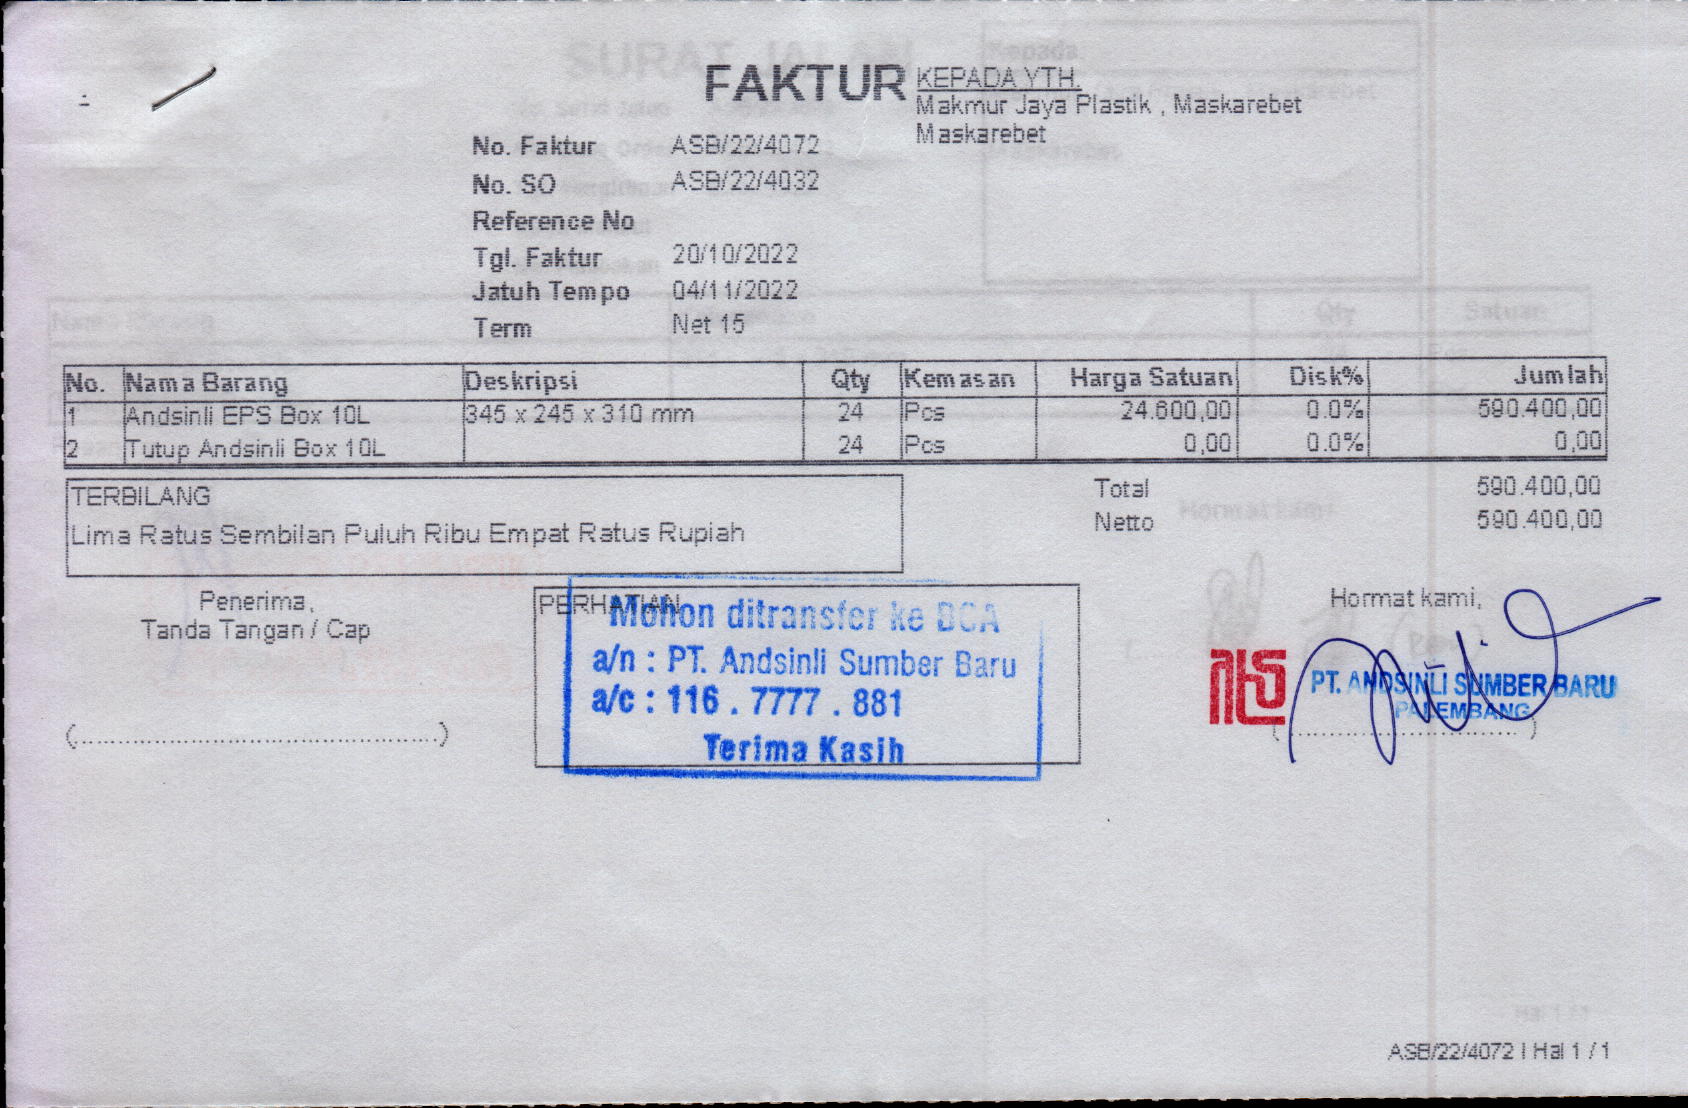 FAKTUR
KEPADA YTH.
Makmur Jaya Plastik , Maskarebet
Maskarebet
No. Faktur ASB/22/4072
No. SO ASB/22/4032
Reference No
Tgl. Faktur 20/10/2022
Jatuh Tempo 04/11/2022
Term Net 15
No. Nama Barang Deskripsi Qty Kemasan Harga Satuan Disk% Jumlah
1 Andsinli EPS Box 10L 345 x 245 x 310 mm 24 Pcs 24.600,00 0.0% 590.400,00
2 Tutup Andsinli Box 10L 24 Pcs 0,00 0.0% 0,00
TERBILANG
Lima Ratus Sembilan Puluh Ribu Empat Ratus Rupiah
Total 590.400,00
Netto 590.400,00
Penerima,
Tanda Tangan / Cap
(................................................)
PERHATIAN
Mohon ditransfer ke BCA
a/n : PT. Andsinli Sumber Baru
a/c : 116 . 7777 . 881
Terima Kasih
Hormat kami,
PT. ANDSINLI SUMBER BARU
PALEMBANG
(................................)
ASB/22/4072 | Hal 1 / 1